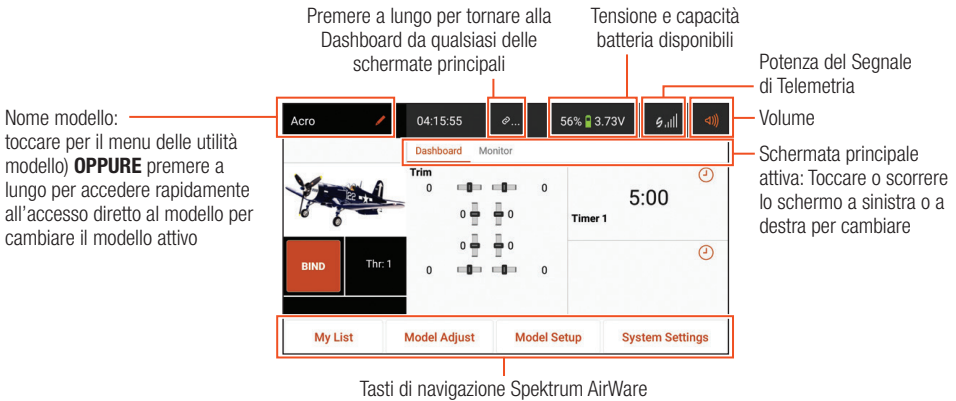 Premere a lungo per tornare alla
Dashboard da qualsiasi delle
schermate principali
Tensione e capacità
batteria disponibili
Potenza del Segnale
di Telemetria
Volume
Nome modello:
toccare per il menu delle utilità
modello) OPPURE premere a
lungo per accedere rapidamente
all'accesso diretto al modello per
cambiare il modello attivo
Schermata principale
attiva: Toccare o scorrere
lo schermo a sinistra o a
destra per cambiare
Acro
04:15:55
...
56% 3.73V
Dashboard Monitor
Trim
0 0
0 0
0 0
0 0
5:00
Timer 1
BIND
Thr: 1
My List
Model Adjust
Model Setup
System Settings
Tasti di navigazione Spektrum AirWare